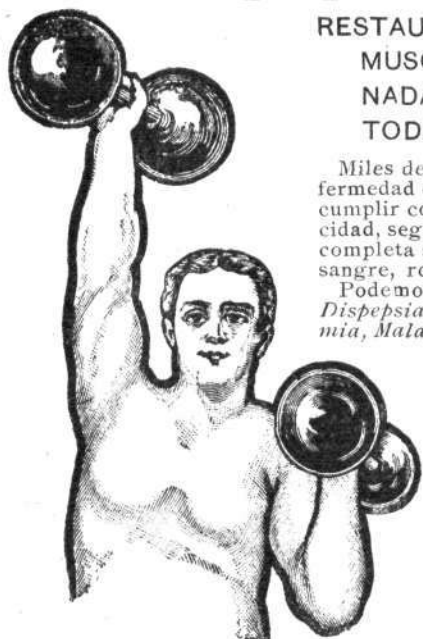 RESTAU
MUSC
NADA
TOD
Miles de
fermedad
cumplir co
cidad, seg
completa
sangre, ro
Podemo
Dispepsia
mia, Mala